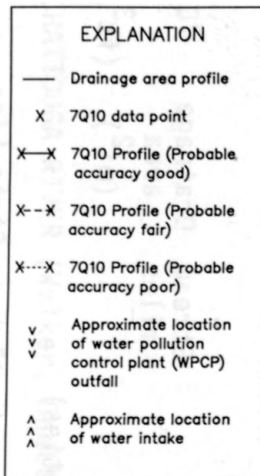 EXPLANATION
Drainage area profile
X 7Q10 data point
X—X 7Q10 Profile (Probable
accuracy good)
X--X 7Q10 Profile (Probable
accuracy fair)
X····X 7Q10 Profile (Probable
accuracy poor)
Approximate location
of water pollution
control plant (WPCP)
outfall
Approximate location
of water intake